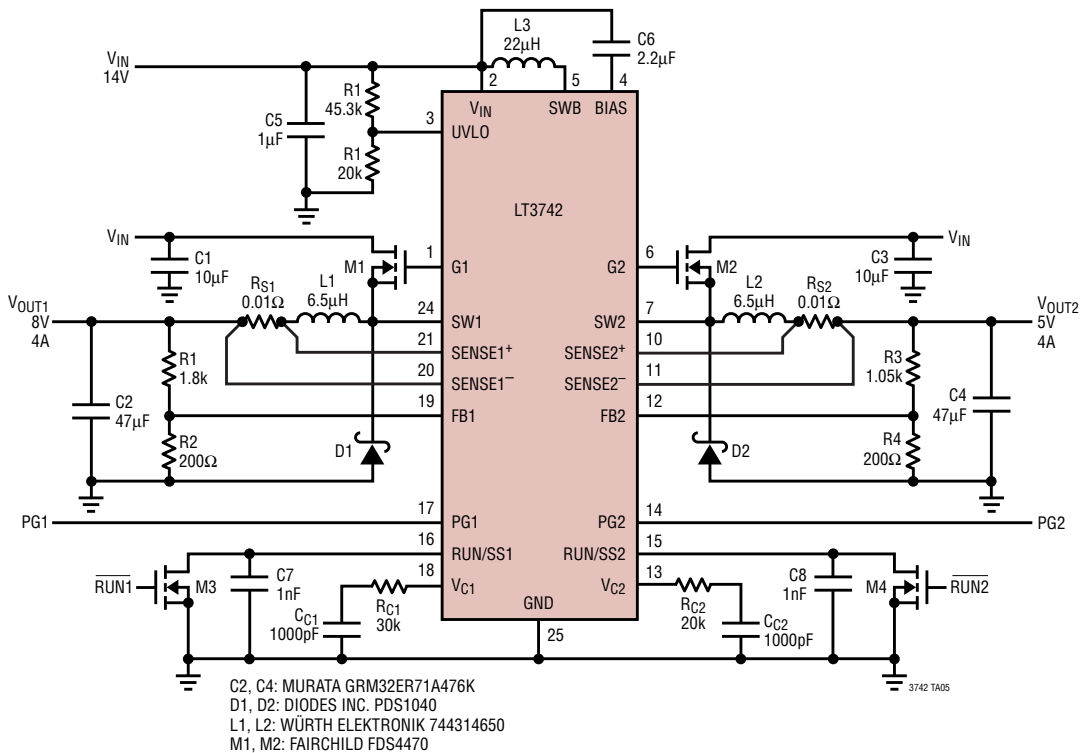 L3
22µH
C6
2.2µF
VIN
14V
2
5
4
R1
45.3k
VIN
SWB
BIAS
C5
1µF
3
UVLO
R1
20k
LT3742
VIN
VIN
C1
10µF
M1
1
G1
G2
6
M2
C3
10µF
RS1
0.01Ω
L1
6.5µH
L2
6.5µH
RS2
0.01Ω
VOUT1
8V
4A
24
SW1
SW2
7
VOUT2
5V
4A
21
SENSE1+
SENSE2+
10
R1
1.8k
20
SENSE1–
SENSE2–
11
R3
1.05k
C2
47µF
19
FB1
FB2
12
C4
47µF
R2
200Ω
D1
D2
R4
200Ω
PG1
17
PG1
PG2
14
PG2
16
RUN/SS1
RUN/SS2
15
R̅U̅N̅1̅
M3
C7
1nF
18
VC1
VC2
13
C8
1nF
M4
R̅U̅N̅2̅
CC1
1000pF
RC1
30k
GND
25
RC2
20k
CC2
1000pF
3742 TA05
C2, C4: MURATA GRM32ER71A476K
D1, D2: DIODES INC. PDS1040
L1, L2: WÜRTH ELEKTRONIK 744314650
M1, M2: FAIRCHILD FDS4470